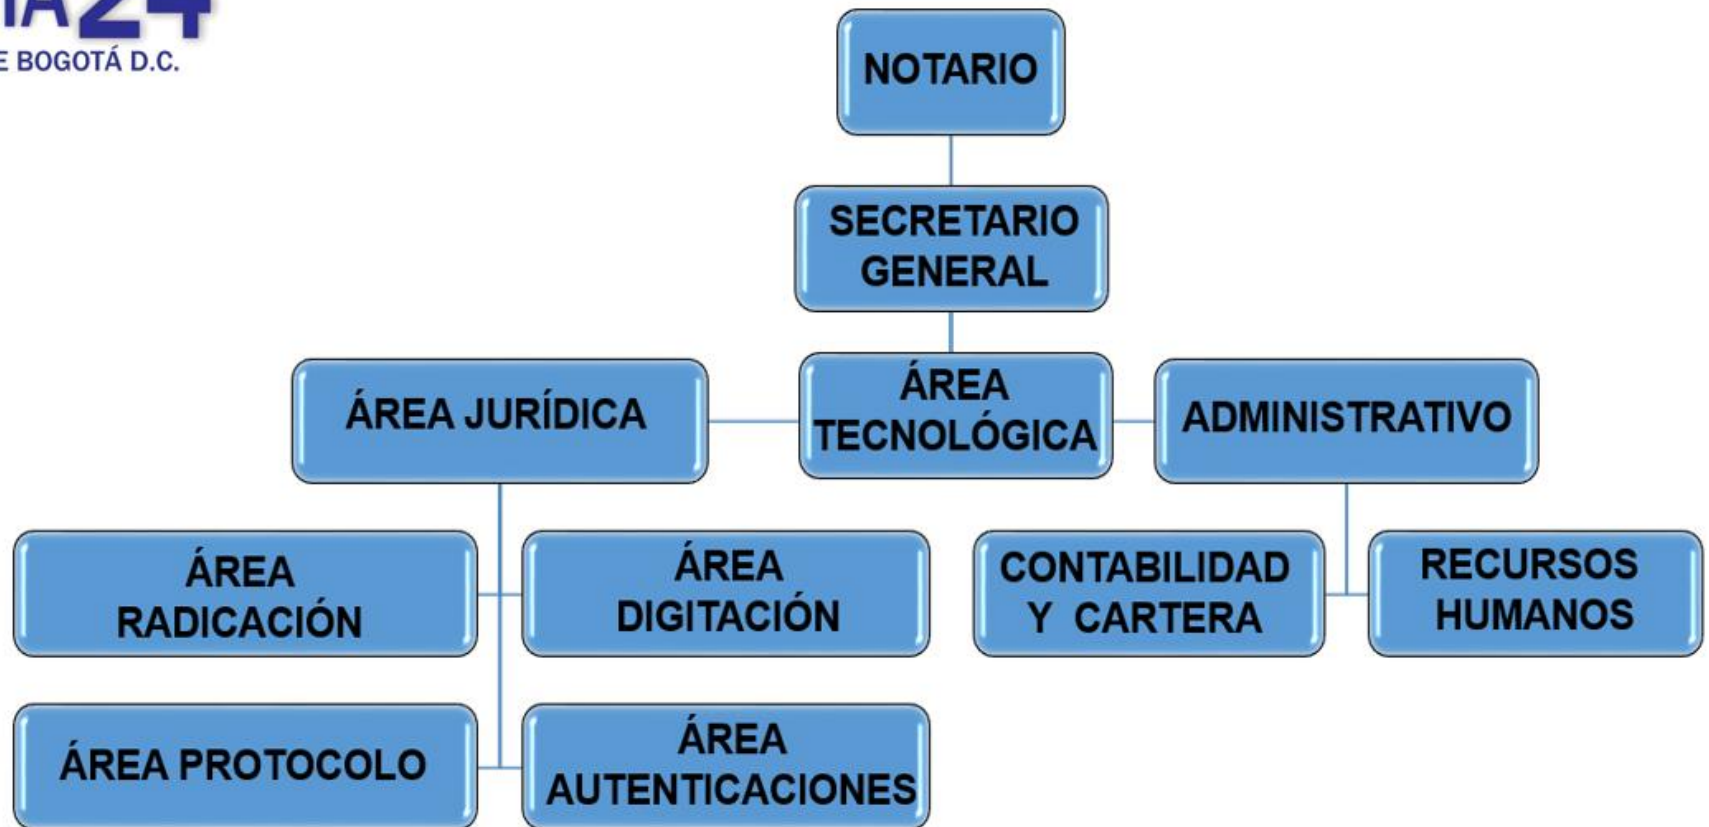 24
BOGOTÁ D.C.
NOTARIO
SECRETARIO
GENERAL
ÁREA JURÍDICA
ÁREA
TECNOLÓGICA
ADMINISTRATIVO
ÁREA
RADICACIÓN
ÁREA
DIGITACIÓN
CONTABILIDAD
Y CARTERA
RECURSOS
HUMANOS
ÁREA PROTOCOLO
ÁREA
AUTENTICACIONES